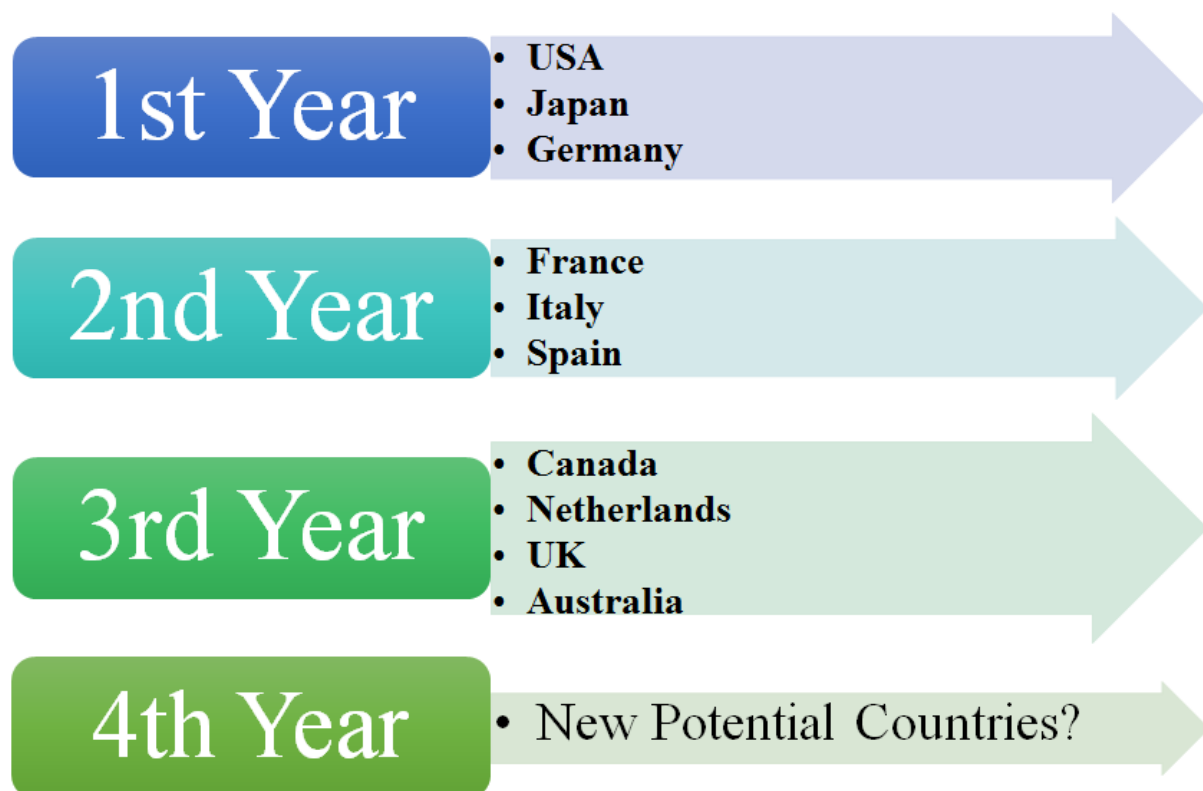 1st Year
• USA
• Japan
• Germany
2nd Year
• France
• Italy
• Spain
3rd Year
• Canada
• Netherlands
• UK
• Australia
4th Year
• New Potential Countries?